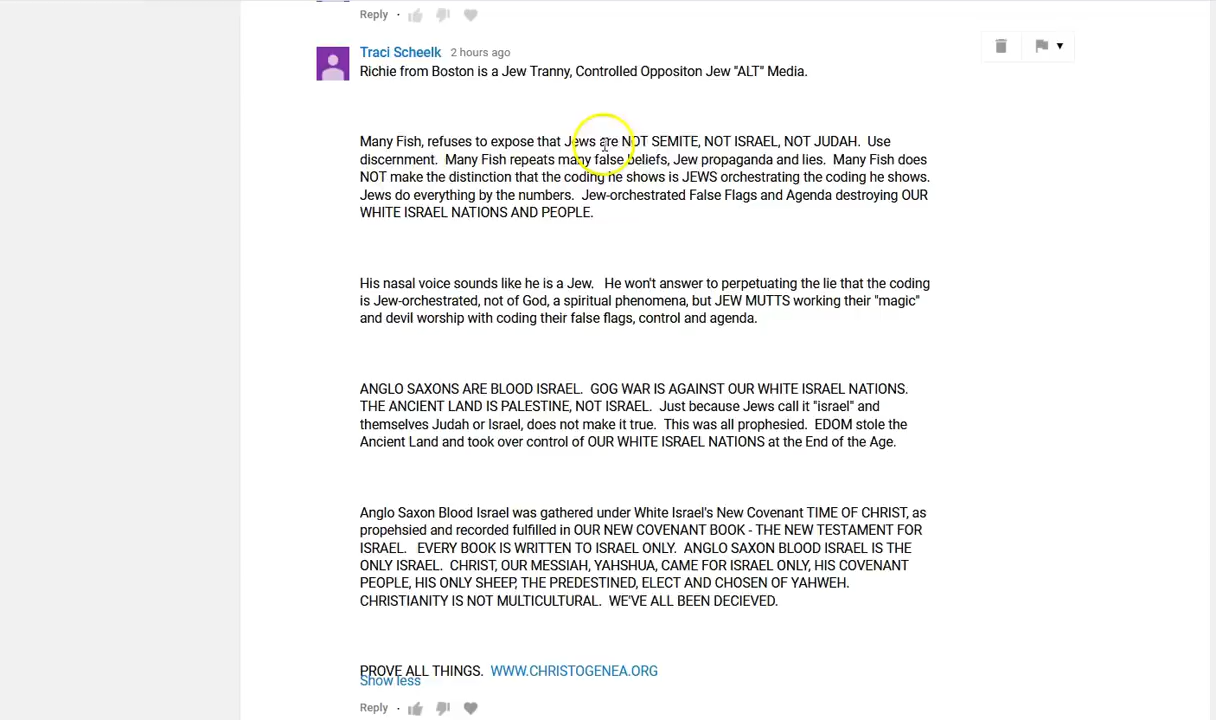 Reply ·
Traci Scheelk 2 hours ago
Richie from Boston is a Jew Tranny, Controlled Oppositon Jew "ALT" Media.
Many Fish, refuses to expose that Jews are NOT SEMITE, NOT ISRAEL, NOT JUDAH. Use
discernment. Many Fish repeats many false beliefs, Jew propaganda and lies. Many Fish does
NOT make the distinction that the coding he shows is JEWS orchestrating the coding he shows.
Jews do everything by the numbers. Jew-orchestrated False Flags and Agenda destroying OUR
WHITE ISRAEL NATIONS AND PEOPLE.
His nasal voice sounds like he is a Jew. He won't answer to perpetuating the lie that the coding
is Jew-orchestrated, not of God, a spiritual phenomena, but JEW MUTTS working their "magic"
and devil worship with coding their false flags, control and agenda.
ANGLO SAXONS ARE BLOOD ISRAEL. GOG WAR IS AGAINST OUR WHITE ISRAEL NATIONS.
THE ANCIENT LAND IS PALESTINE, NOT ISRAEL. Just because Jews call it "israel" and
themselves Judah or Israel, does not make it true. This was all prophesied. EDOM stole the
Ancient Land and took over control of OUR WHITE ISRAEL NATIONS at the End of the Age.
Anglo Saxon Blood Israel was gathered under White Israel's New Covenant TIME OF CHRIST, as
propehsied and recorded fulfilled in OUR NEW COVENANT BOOK - THE NEW TESTAMENT FOR
ISRAEL. EVERY BOOK IS WRITTEN TO ISRAEL ONLY. ANGLO SAXON BLOOD ISRAEL IS THE
ONLY ISRAEL. CHRIST, OUR MESSIAH, YAHSHUA, CAME FOR ISRAEL ONLY, HIS COVENANT
PEOPLE, HIS ONLY SHEEP, THE PREDESTINED, ELECT AND CHOSEN OF YAHWEH.
CHRISTIANITY IS NOT MULTICULTURAL. WE'VE ALL BEEN DECIEVED.
PROVE ALL THINGS. WWW.CHRISTOGENEA.ORG
Show less
Reply ·